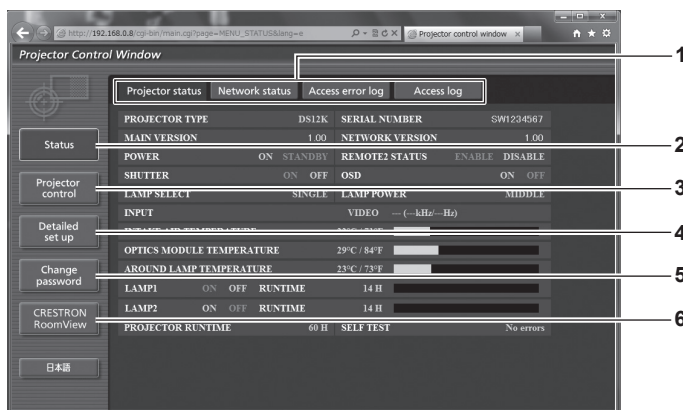 http://192.168.0.8/cgi-bin/main.cgi?page=MENU_STATUS&lang=e
Projector control window
Projector Control Window
Projector status Network status Access error log Access log
1
PROJECTOR TYPE DS12K SERIAL NUMBER SW1234567
MAIN VERSION 1.00 NETWORK VERSION 1.00
Status
2
POWER ON STANDBY REMOTE2 STATUS ENABLE DISABLE
SHUTTER ON OFF OSD ON OFF
Projector control
3
LAMP SELECT SINGLE LAMP POWER MIDDLE
INPUT VIDEO --- (---kHz/---Hz)
INTAKE AIR TEMPERATURE
Detailed set up
4
OPTICS MODULE TEMPERATURE 29°C / 84°F
AROUND LAMP TEMPERATURE 23°C / 73°F
Change password
5
LAMP1 ON OFF RUNTIME 14 H
LAMP2 ON OFF RUNTIME 14 H
CRESTRON RoomView
6
PROJECTOR RUNTIME 60 H SELF TEST No errors
日本語